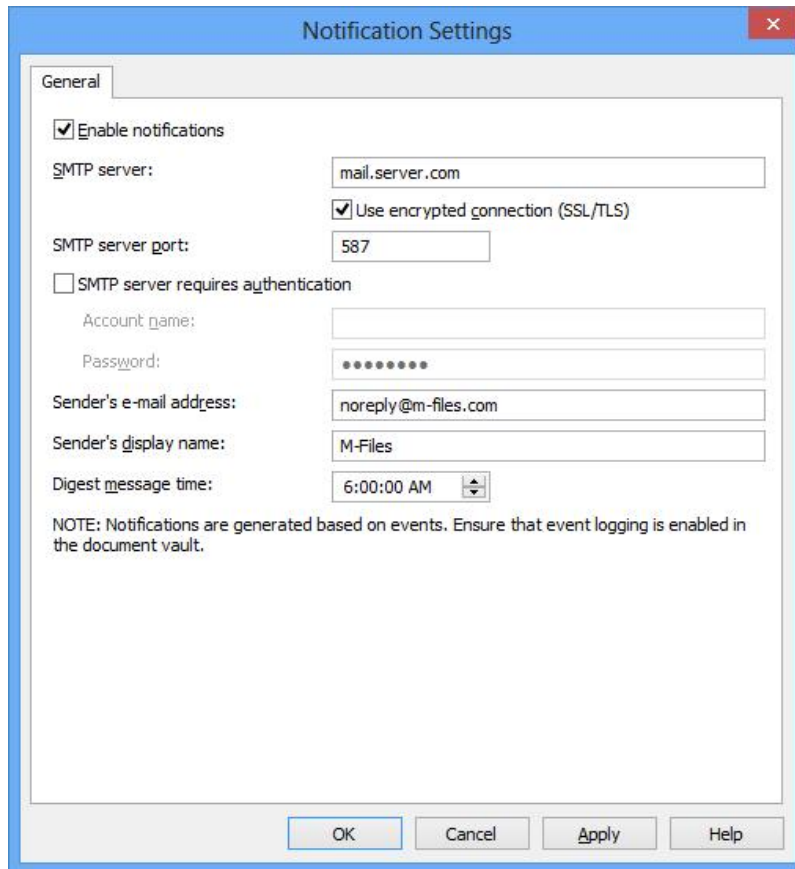 Notification Settings
General
Enable notifications
SMTP server:
mail.server.com
Use encrypted connection (SSL/TLS)
SMTP server port:
587
SMTP server requires authentication
Account name:
Password:
••••••••
Sender's e-mail address:
noreply@m-files.com
Sender's display name:
M-Files
Digest message time:
6:00:00 AM
NOTE: Notifications are generated based on events. Ensure that event logging is enabled in
the document vault.
OK
Cancel
Apply
Help